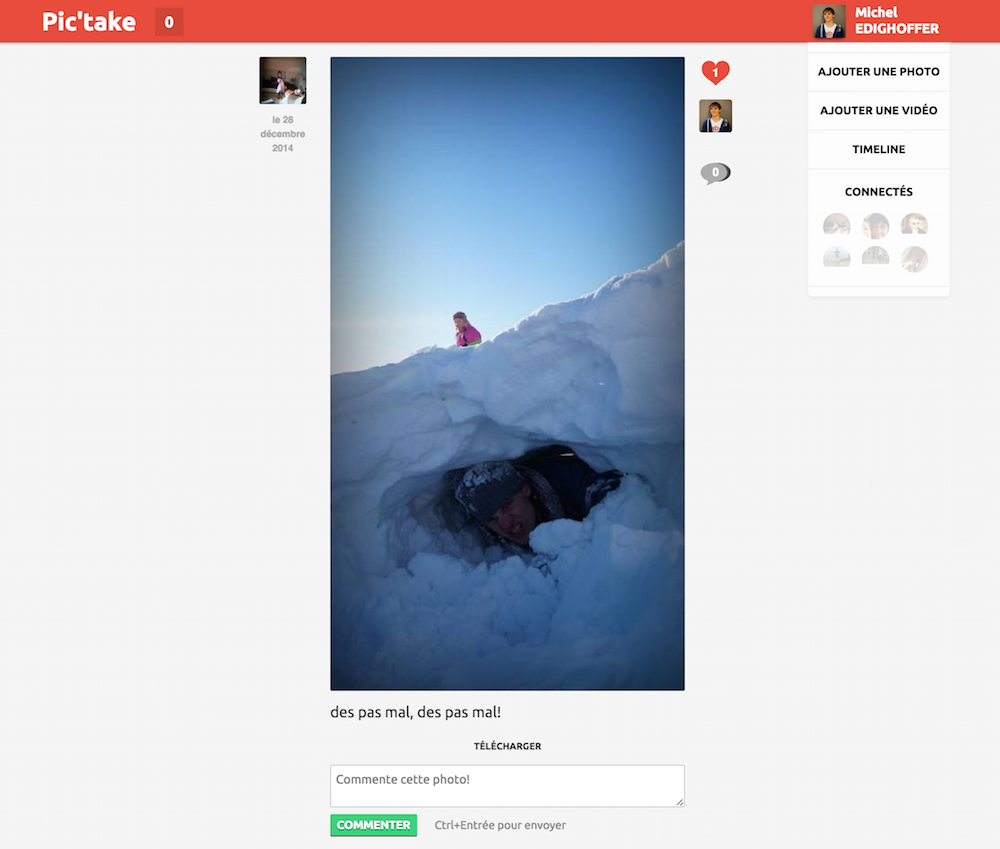 Pic'take
0
Michel
EDIGHOFFER
le 28
décembre
2014
1
0
AJOUTER UNE PHOTO
AJOUTER UNE VIDÉO
TIMELINE
CONNECTÉS
des pas mal, des pas mal!
TÉLÉCHARGER
Commente cette photo!
COMMENTER
Ctrl+Entrée pour envoyer